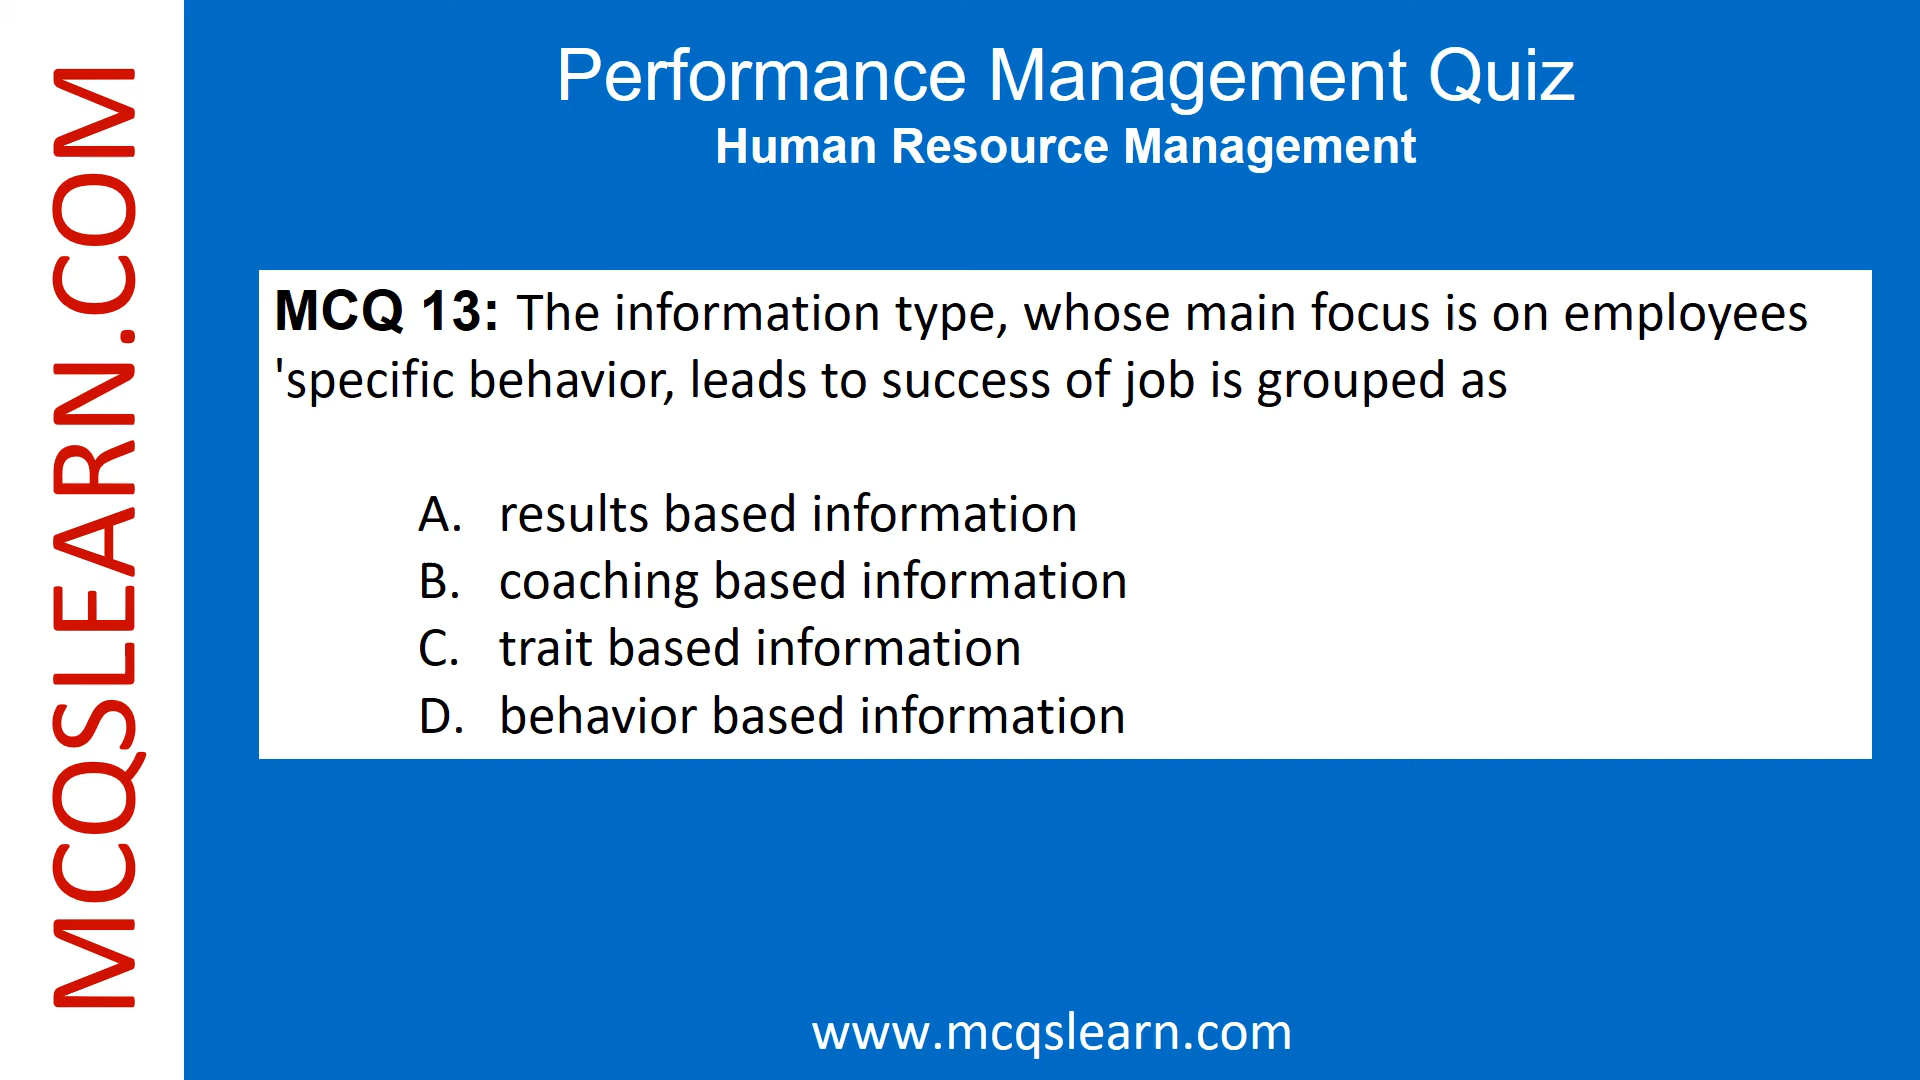 MCQSLEARN.COM
Performance Management Quiz
Human Resource Management
MCQ 13: The information type, whose main focus is on employees
'specific behavior, leads to success of job is grouped as
A. results based information
B. coaching based information
C. trait based information
D. behavior based information
www.mcqslearn.com